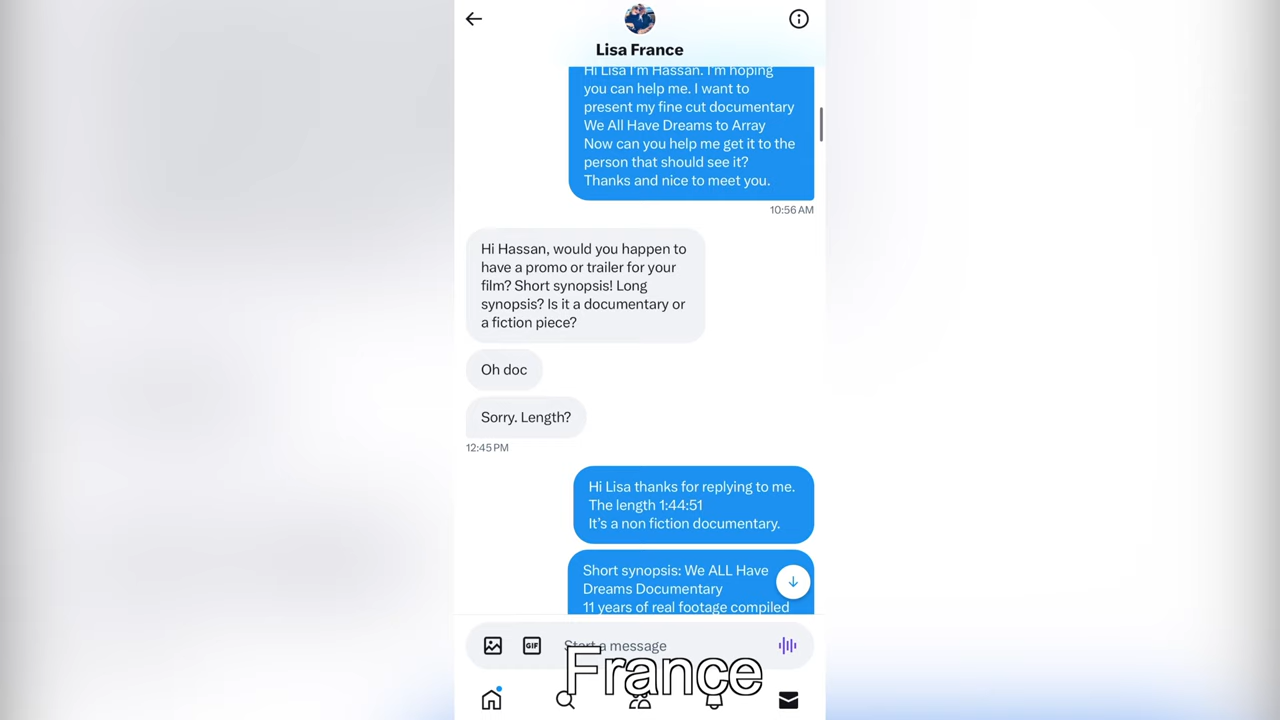 Lisa France
Hi Lisa I'm Hassan. I'm hoping
you can help me. I want to
present my fine cut documentary
We All Have Dreams to Array
Now can you help me get it to the
person that should see it?
Thanks and nice to meet you.
10:56 AM
Hi Hassan, would you happen to
have a promo or trailer for your
film? Short synopsis! Long
synopsis? Is it a documentary or
a fiction piece?
Oh doc
Sorry. Length?
12:45 PM
Hi Lisa thanks for replying to me.
The length 1:44:51
It's a non fiction documentary.
Short synopsis: We ALL Have
Dreams Documentary
11 years of real footage compiled
GIF
Start a message
France